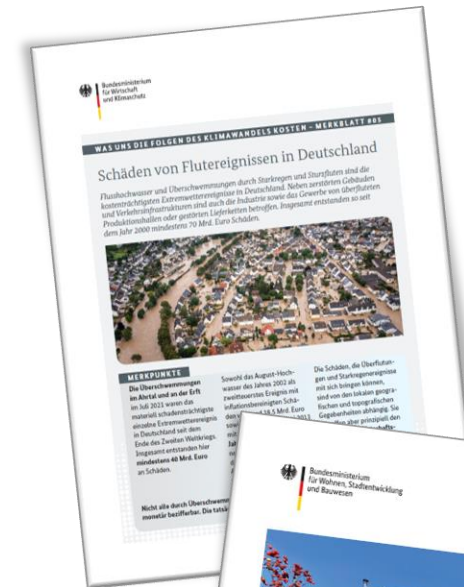 Bundesministerium
für Wirtschaft
und Klimaschutz
WAS UNS DIE FOLGEN DES KLIMAWANDELS KOSTEN – MERKBLATT #03
Schäden von Flutereignissen in Deutschland
Flusshochwasser und Überschwemmungen durch Starkregen und Sturzfluten sind die
kostenträchtigsten Extremwetterereignisse in Deutschland. Neben zerstörten Gebäuden
und Verkehrsinfrastrukturen sind auch die Industrie sowie das Gewerbe von überfluteten
Produktionshallen oder gestörten Lieferketten betroffen. Insgesamt entstanden so seit
dem Jahr 2000 mindestens 70 Mrd. Euro Schäden.
MERKPUNKTE
Die Überschwemmungen
im Ahrtal und an der Erft
im Juli 2021 waren das
materiell schadensträchtigste
einzelne Extremwetterereignis
in Deutschland seit dem
Ende des Zweiten Weltkriegs.
Insgesamt entstanden hier
mindestens 40 Mrd. Euro
an Schäden.
Sowohl das August-Hoch-
wasser des Jahres 2002 als
zweitteuerstes Ereignis mit
inflationsbereinigten Schä-
Euro
Die Schäden, die Überflutun-
gen und Starkregenereignisse
mit sich bringen können,
sind von den lokalen geogra-
fischen und topografischen
Gegebenheiten abhängig. Sie
aber prinzipiell den
Nicht alle durch
monetär bezifferbar. Die
Bundesministerium
für Wohnen, Stadtentwicklung
und Bauwesen